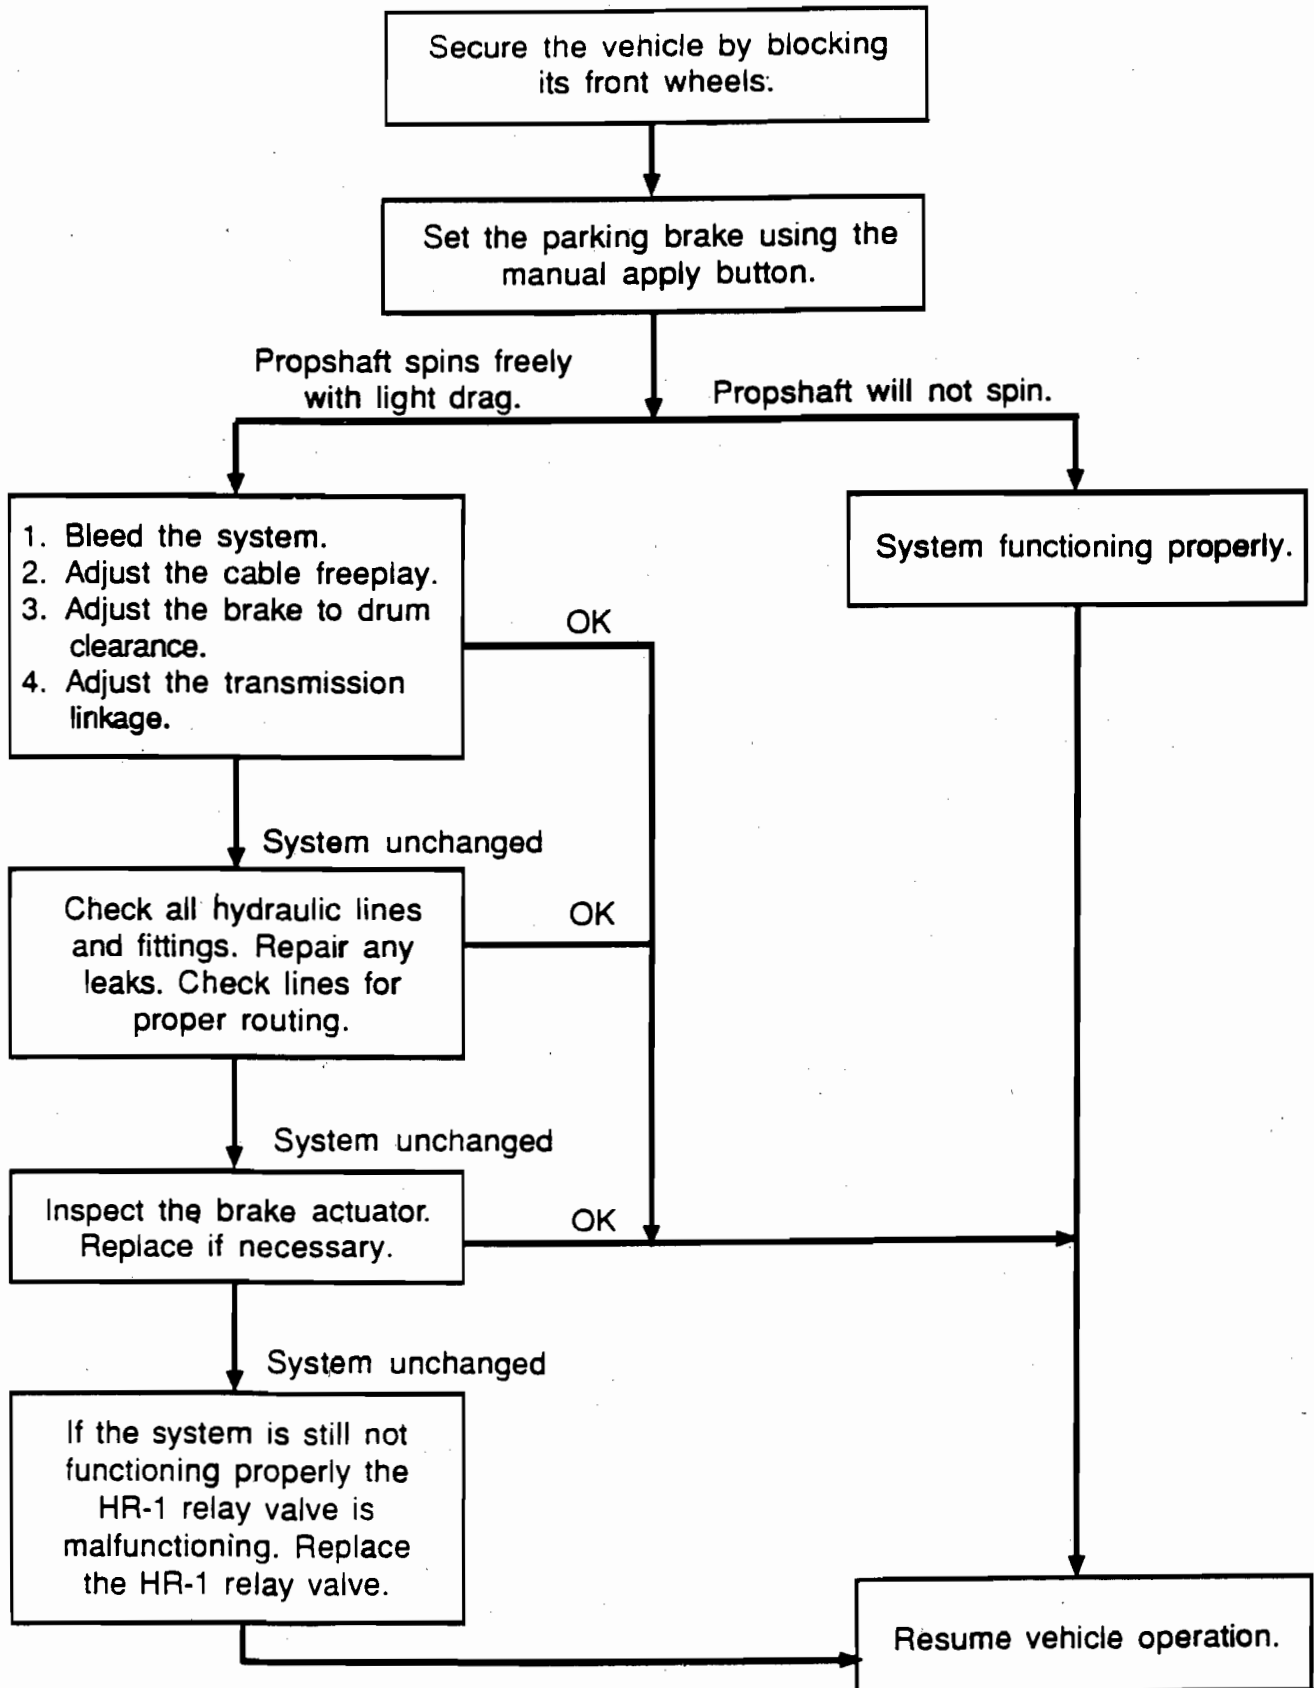 Secure the vehicle by blocking
its front wheels.
Set the parking brake using the
manual apply button.
Propshaft spins freely
with light drag.
Propshaft will not spin.
1. Bleed the system.
2. Adjust the cable freeplay.
3. Adjust the brake to drum
clearance.
4. Adjust the transmission
linkage.
OK
System functioning properly.
System unchanged
Check all hydraulic lines
and fittings. Repair any
leaks. Check lines for
proper routing.
OK
System unchanged
Inspect the brake actuator.
Replace if necessary.
OK
System unchanged
If the system is still not
functioning properly the
HR-1 relay valve is
malfunctioning. Replace
the HR-1 relay valve.
Resume vehicle operation.